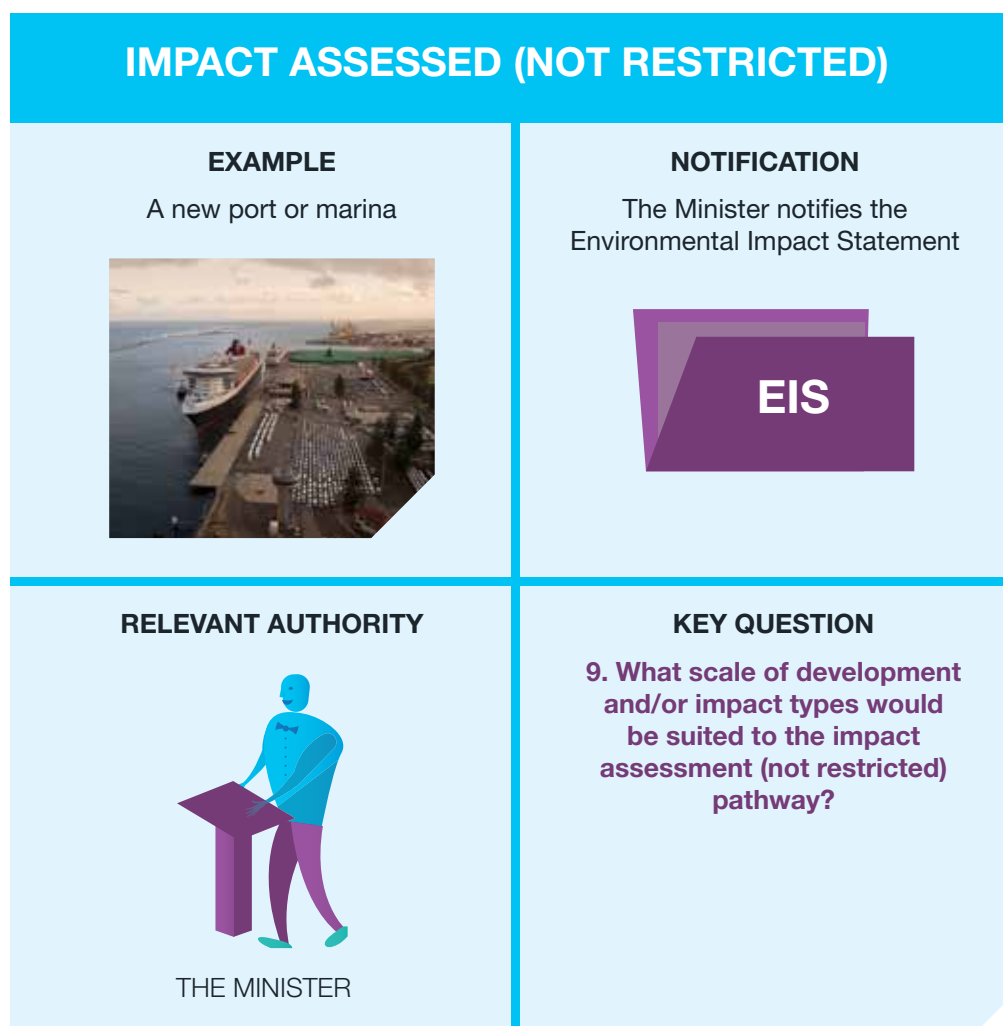 IMPACT ASSESSED (NOT RESTRICTED)
EXAMPLE
A new port or marina
NOTIFICATION
The Minister notifies the
Environmental Impact Statement
EIS
RELEVANT AUTHORITY
THE MINISTER
KEY QUESTION
9. What scale of development
and/or impact types would
be suited to the impact
assessment (not restricted)
pathway?